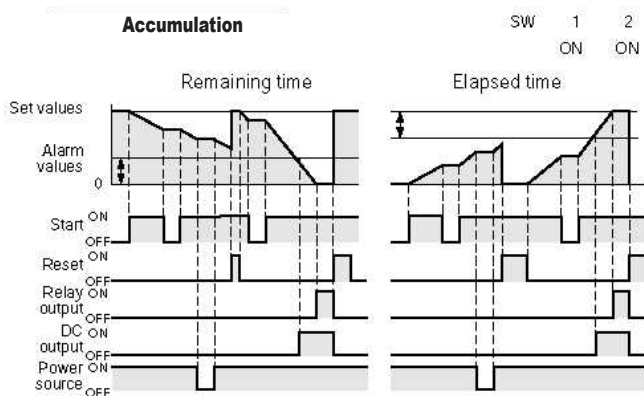 Accumulation
SW 1 2
ON ON
Remaining time
Elapsed time
Set values
Alarm
values
0
Start ON
OFF
Reset ON
OFF
Relay ON
output
OFF
DC ON
output
OFF
Power ON
source
OFF